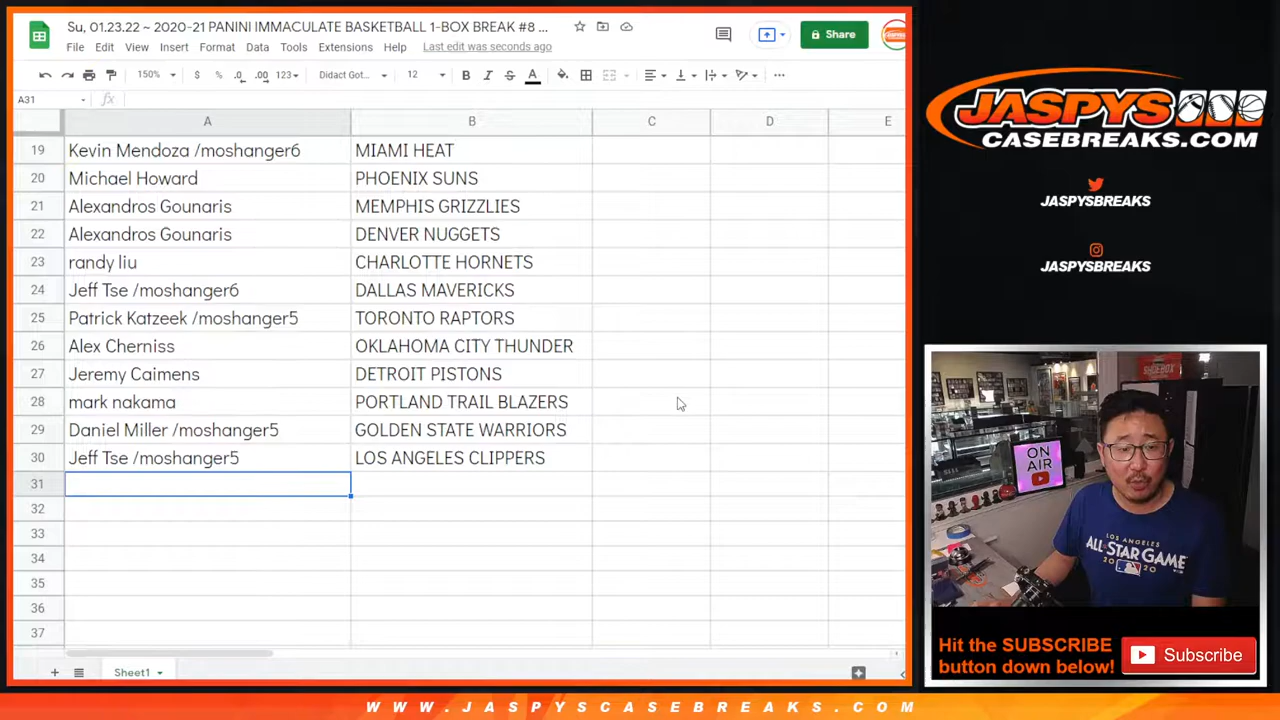 Su, 01.23.22 ~ 2020-21 PANINI IMMACULATE BASKETBALL 1-BOX BREAK #8 ...
File Edit View Insert Format Data Tools Extensions Help Last edit was seconds ago
Share
150% $ % .0 .00 123 Didact Got... 12 B I S A
A31 fx
A B C D E
19 Kevin Mendoza /moshanger6 MIAMI HEAT
20 Michael Howard PHOENIX SUNS
21 Alexandros Gounaris MEMPHIS GRIZZLIES
22 Alexandros Gounaris DENVER NUGGETS
23 randy liu CHARLOTTE HORNETS
24 Jeff Tse /moshanger6 DALLAS MAVERICKS
25 Patrick Katzeek /moshanger5 TORONTO RAPTORS
26 Alex Cherniss OKLAHOMA CITY THUNDER
27 Jeremy Caimens DETROIT PISTONS
28 mark nakama PORTLAND TRAIL BLAZERS
29 Daniel Miller /moshanger5 GOLDEN STATE WARRIORS
30 Jeff Tse /moshanger5 LOS ANGELES CLIPPERS
31
32
33
34
35
36
37
Sheet1
JASPYS
CASEBREAKS.COM
JASPYSBREAKS
JASPYSBREAKS
SHOEBOX
ON
AIR
LOS ANGELES
ALL-STAR GAME
2020
Hit the SUBSCRIBE
button down below!
Subscribe
WWW.JASPYSCASEBREAKS.COM